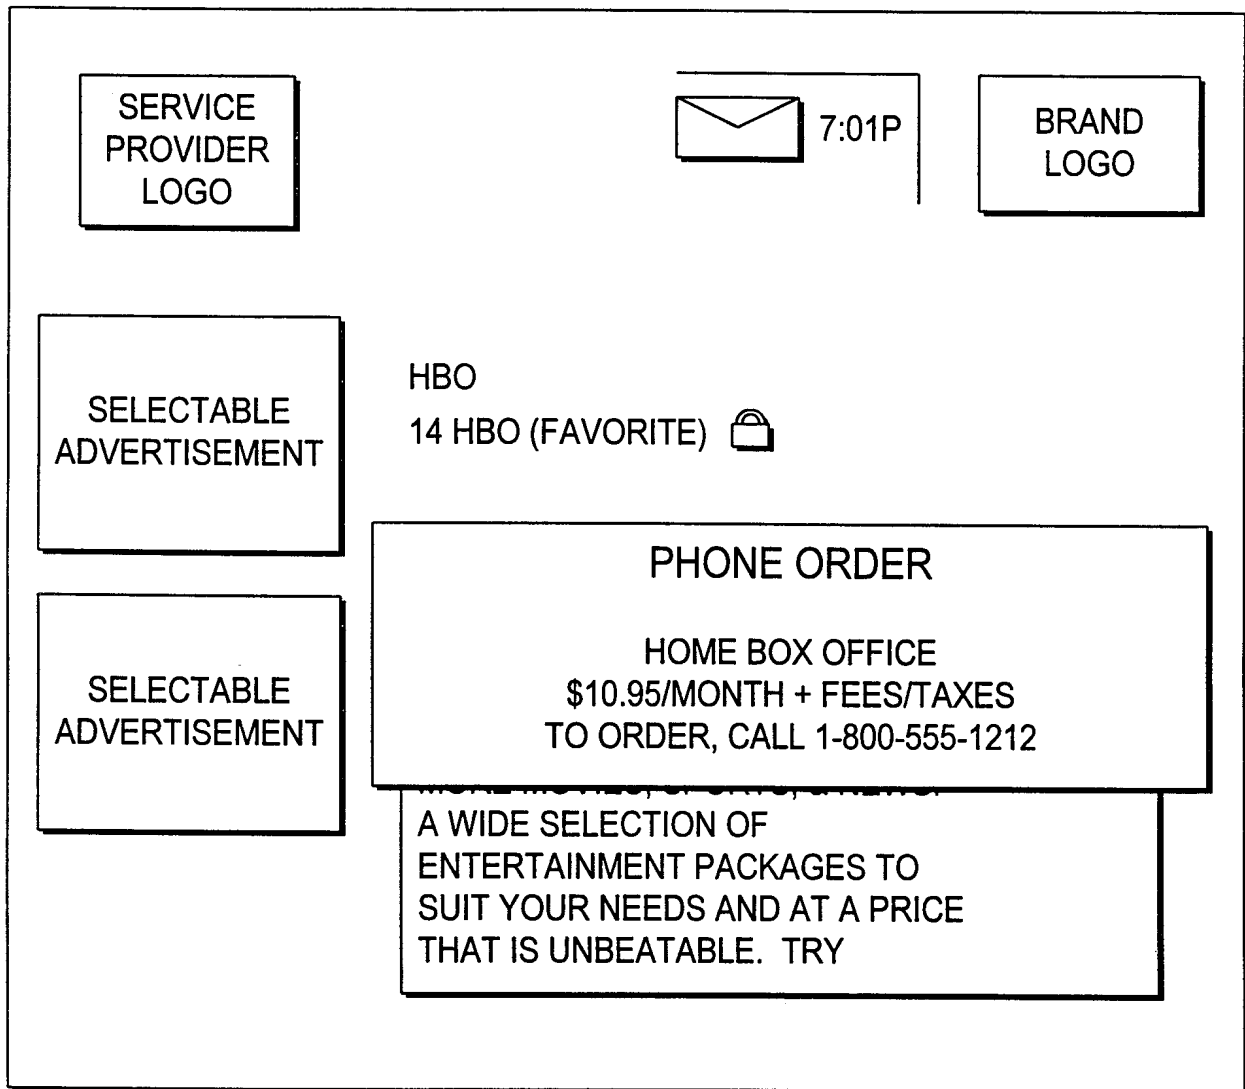 SERVICE
PROVIDER
LOGO
7:01P
BRAND
LOGO
SELECTABLE
ADVERTISEMENT
HBO
14 HBO (FAVORITE)
PHONE ORDER
HOME BOX OFFICE
$10.95/MONTH + FEES/TAXES
TO ORDER, CALL 1-800-555-1212
SELECTABLE
ADVERTISEMENT
A WIDE SELECTION OF
ENTERTAINMENT PACKAGES TO
SUIT YOUR NEEDS AND AT A PRICE
THAT IS UNBEATABLE. TRY